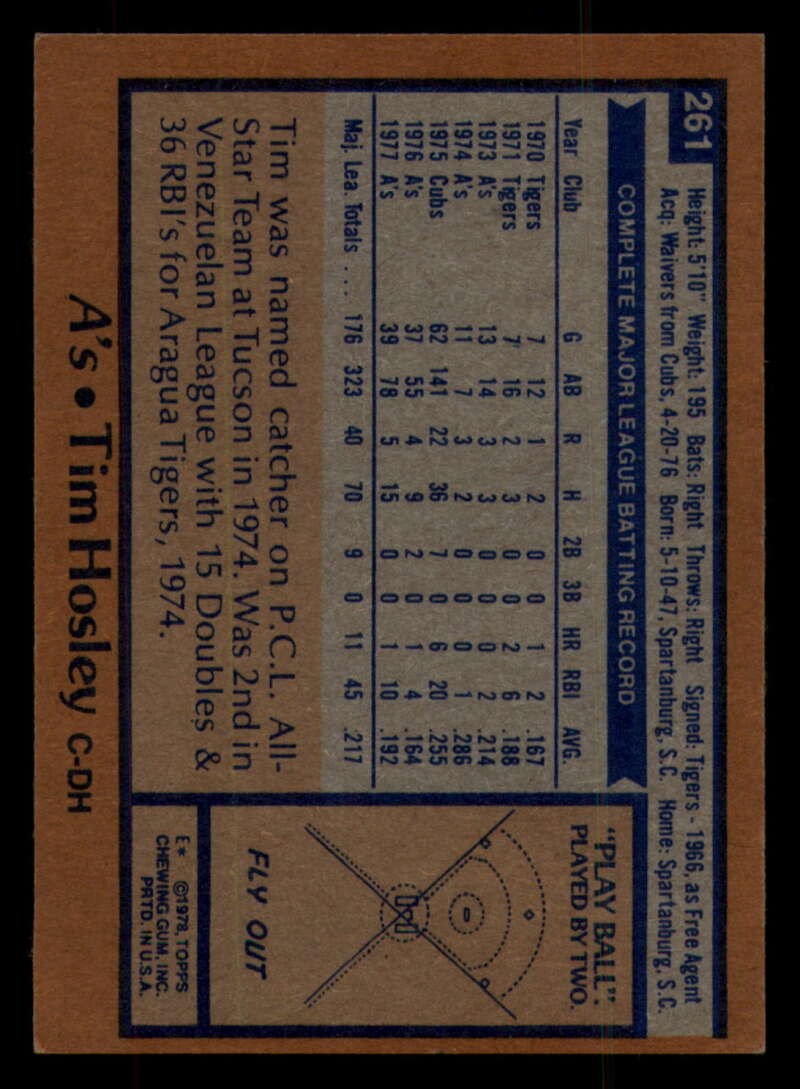 261
Height: 5'10" Weight: 195 Bats: Right Throws: Right Signed: Tigers - 1966, as Free Agent
Acq: Waivers from Cubs, 4-20-76 Born: 5-10-47, Spartanburg, S.C. Home: Spartanburg, S.C.
COMPLETE MAJOR LEAGUE BATTING RECORD
Year Club G AB R H 2B 3B HR RBI AVG.
1970 Tigers 7 12 1 2 0 0 1 2 .167
1971 Tigers 7 16 2 3 0 0 2 6 .188
1973 A's 13 14 3 3 0 0 0 2 .214
1974 A's 11 7 3 2 0 0 0 1 .286
1975 Cubs 62 141 22 36 7 0 6 20 .255
1976 A's 37 55 4 9 2 0 1 4 .164
1977 A's 39 78 5 15 0 0 1 10 .192
Maj. Lea. Totals .... 176 323 40 70 9 0 11 45 .217
Tim was named catcher on P.C.L. All-
Star Team at Tucson in 1974. Was 2nd in
Venezuelan League with 15 Doubles &
36 RBI's for Aragua Tigers, 1974.
"PLAY BALL":
PLAYED BY TWO.
FLY OUT
E* ©1978, TOPPS
CHEWING GUM, INC.
PRTD. IN U.S.A.
A's • Tim Hosley C-DH